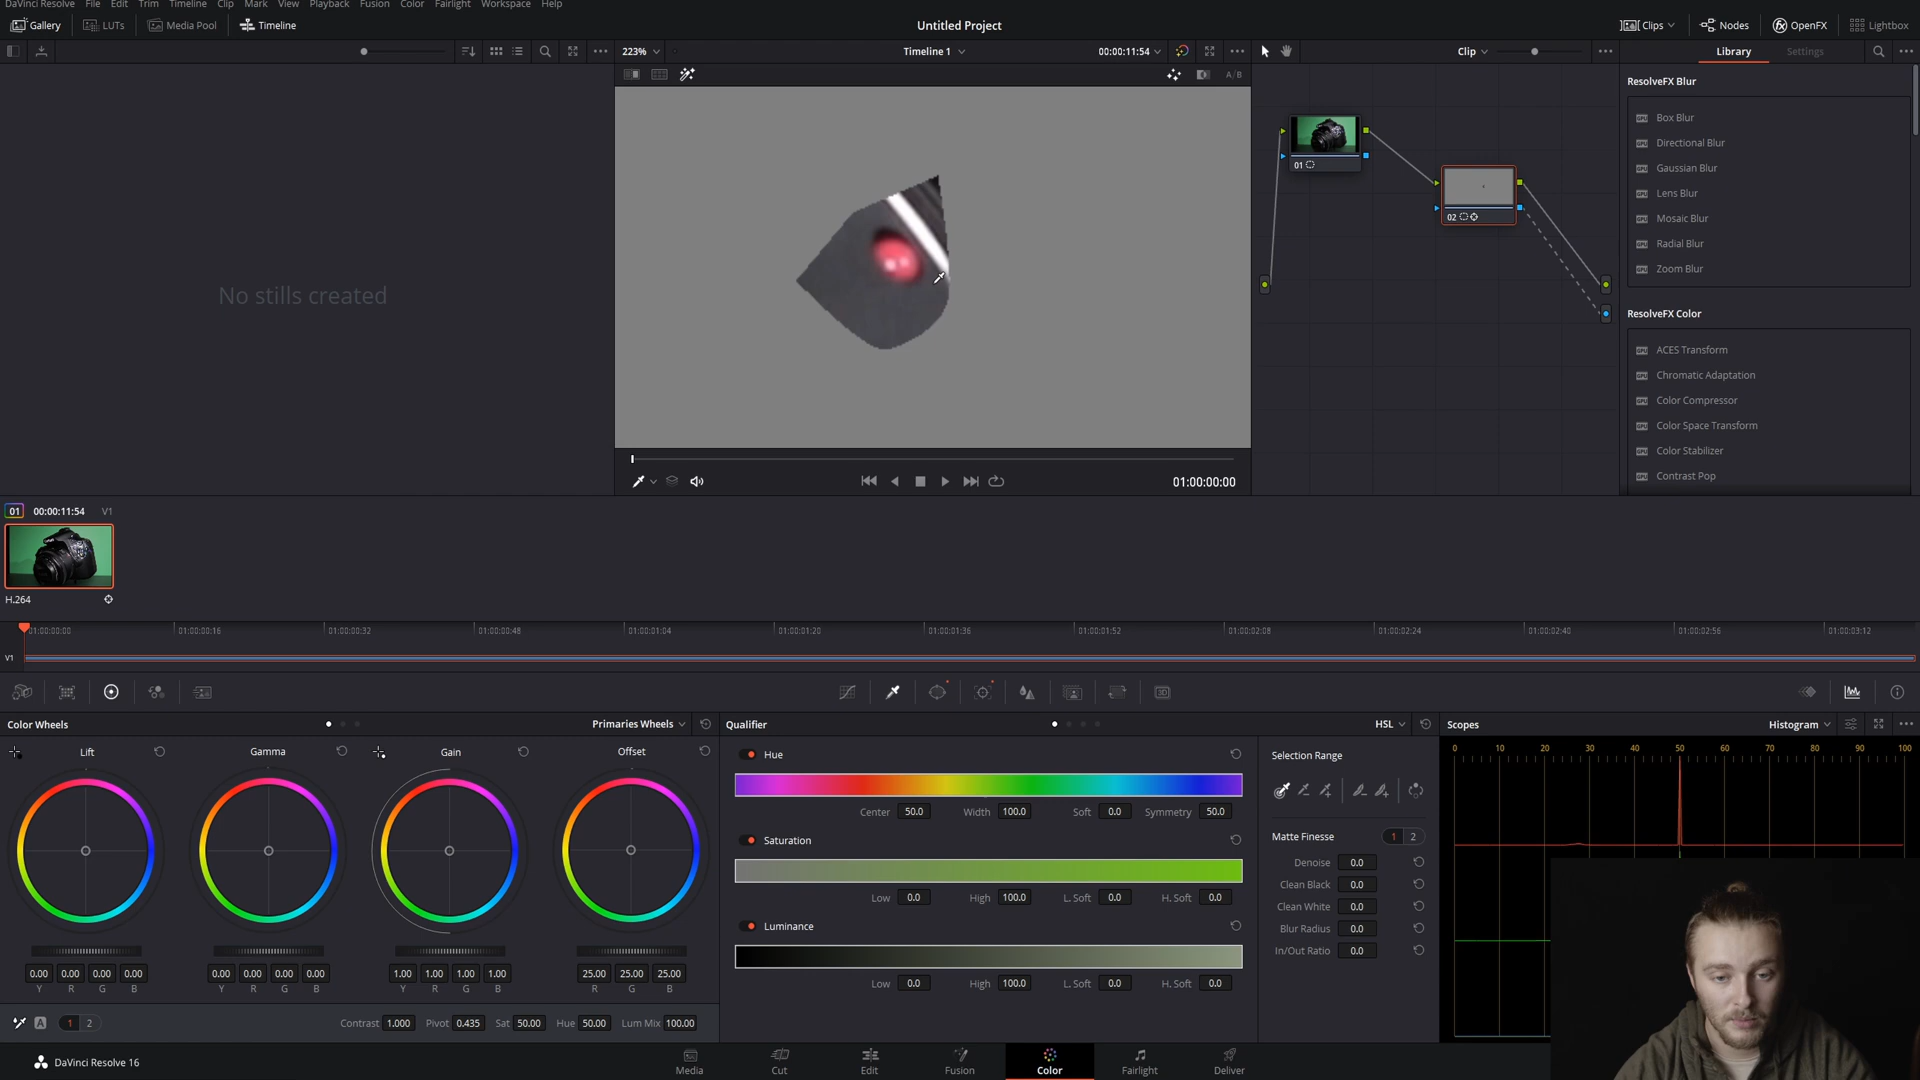 DaVinci Resolve File Edit Trim Timeline Clip Mark View Playback Fusion Color Fairlight Workspace Help
Gallery LUTs Media Pool Timeline Untitled Project Clips Nodes OpenFX Lightbox
223% Timeline 1 00:00:11:54 Clip Library Settings
A/B
ResolveFX Blur
Box Blur
Directional Blur
Gaussian Blur
Lens Blur
Mosaic Blur
Radial Blur
Zoom Blur
ResolveFX Color
ACES Transform
Chromatic Adaptation
Color Compressor
Color Space Transform
Color Stabilizer
Contrast Pop
No stills created
01
02
01:00:00:00
01 00:00:11:54 V1
H.264
01:00:00:00 01:00:00:16 01:00:00:32 01:00:00:48 01:00:01:04 01:00:01:20 01:00:01:36 01:00:01:52 01:00:02:08 01:00:02:24 01:00:02:40 01:00:02:56 01:00:03:12
V1
3D
Color Wheels Primaries Wheels Qualifier HSL Scopes Histogram
Lift Gamma Gain Offset
0.00 0.00 0.00 0.00 0.00 0.00 0.00 0.00 1.00 1.00 1.00 1.00 25.00 25.00 25.00
Y R G B Y R G B Y R G B R G B
A 1 2 Contrast 1.000 Pivot 0.435 Sat 50.00 Hue 50.00 Lum Mix 100.00
Hue
Center 50.0 Width 100.0 Soft 0.0 Symmetry 50.0
Saturation
Low 0.0 High 100.0 L. Soft 0.0 H. Soft 0.0
Luminance
Low 0.0 High 100.0 L. Soft 0.0 H. Soft 0.0
Selection Range
Matte Finesse 1 2
Denoise 0.0
Clean Black 0.0
Clean White 0.0
Blur Radius 0.0
In/Out Ratio 0.0
0 10 20 30 40 50 60 70 80 90 100
DaVinci Resolve 16 Media Cut Edit Fusion Color Fairlight Deliver